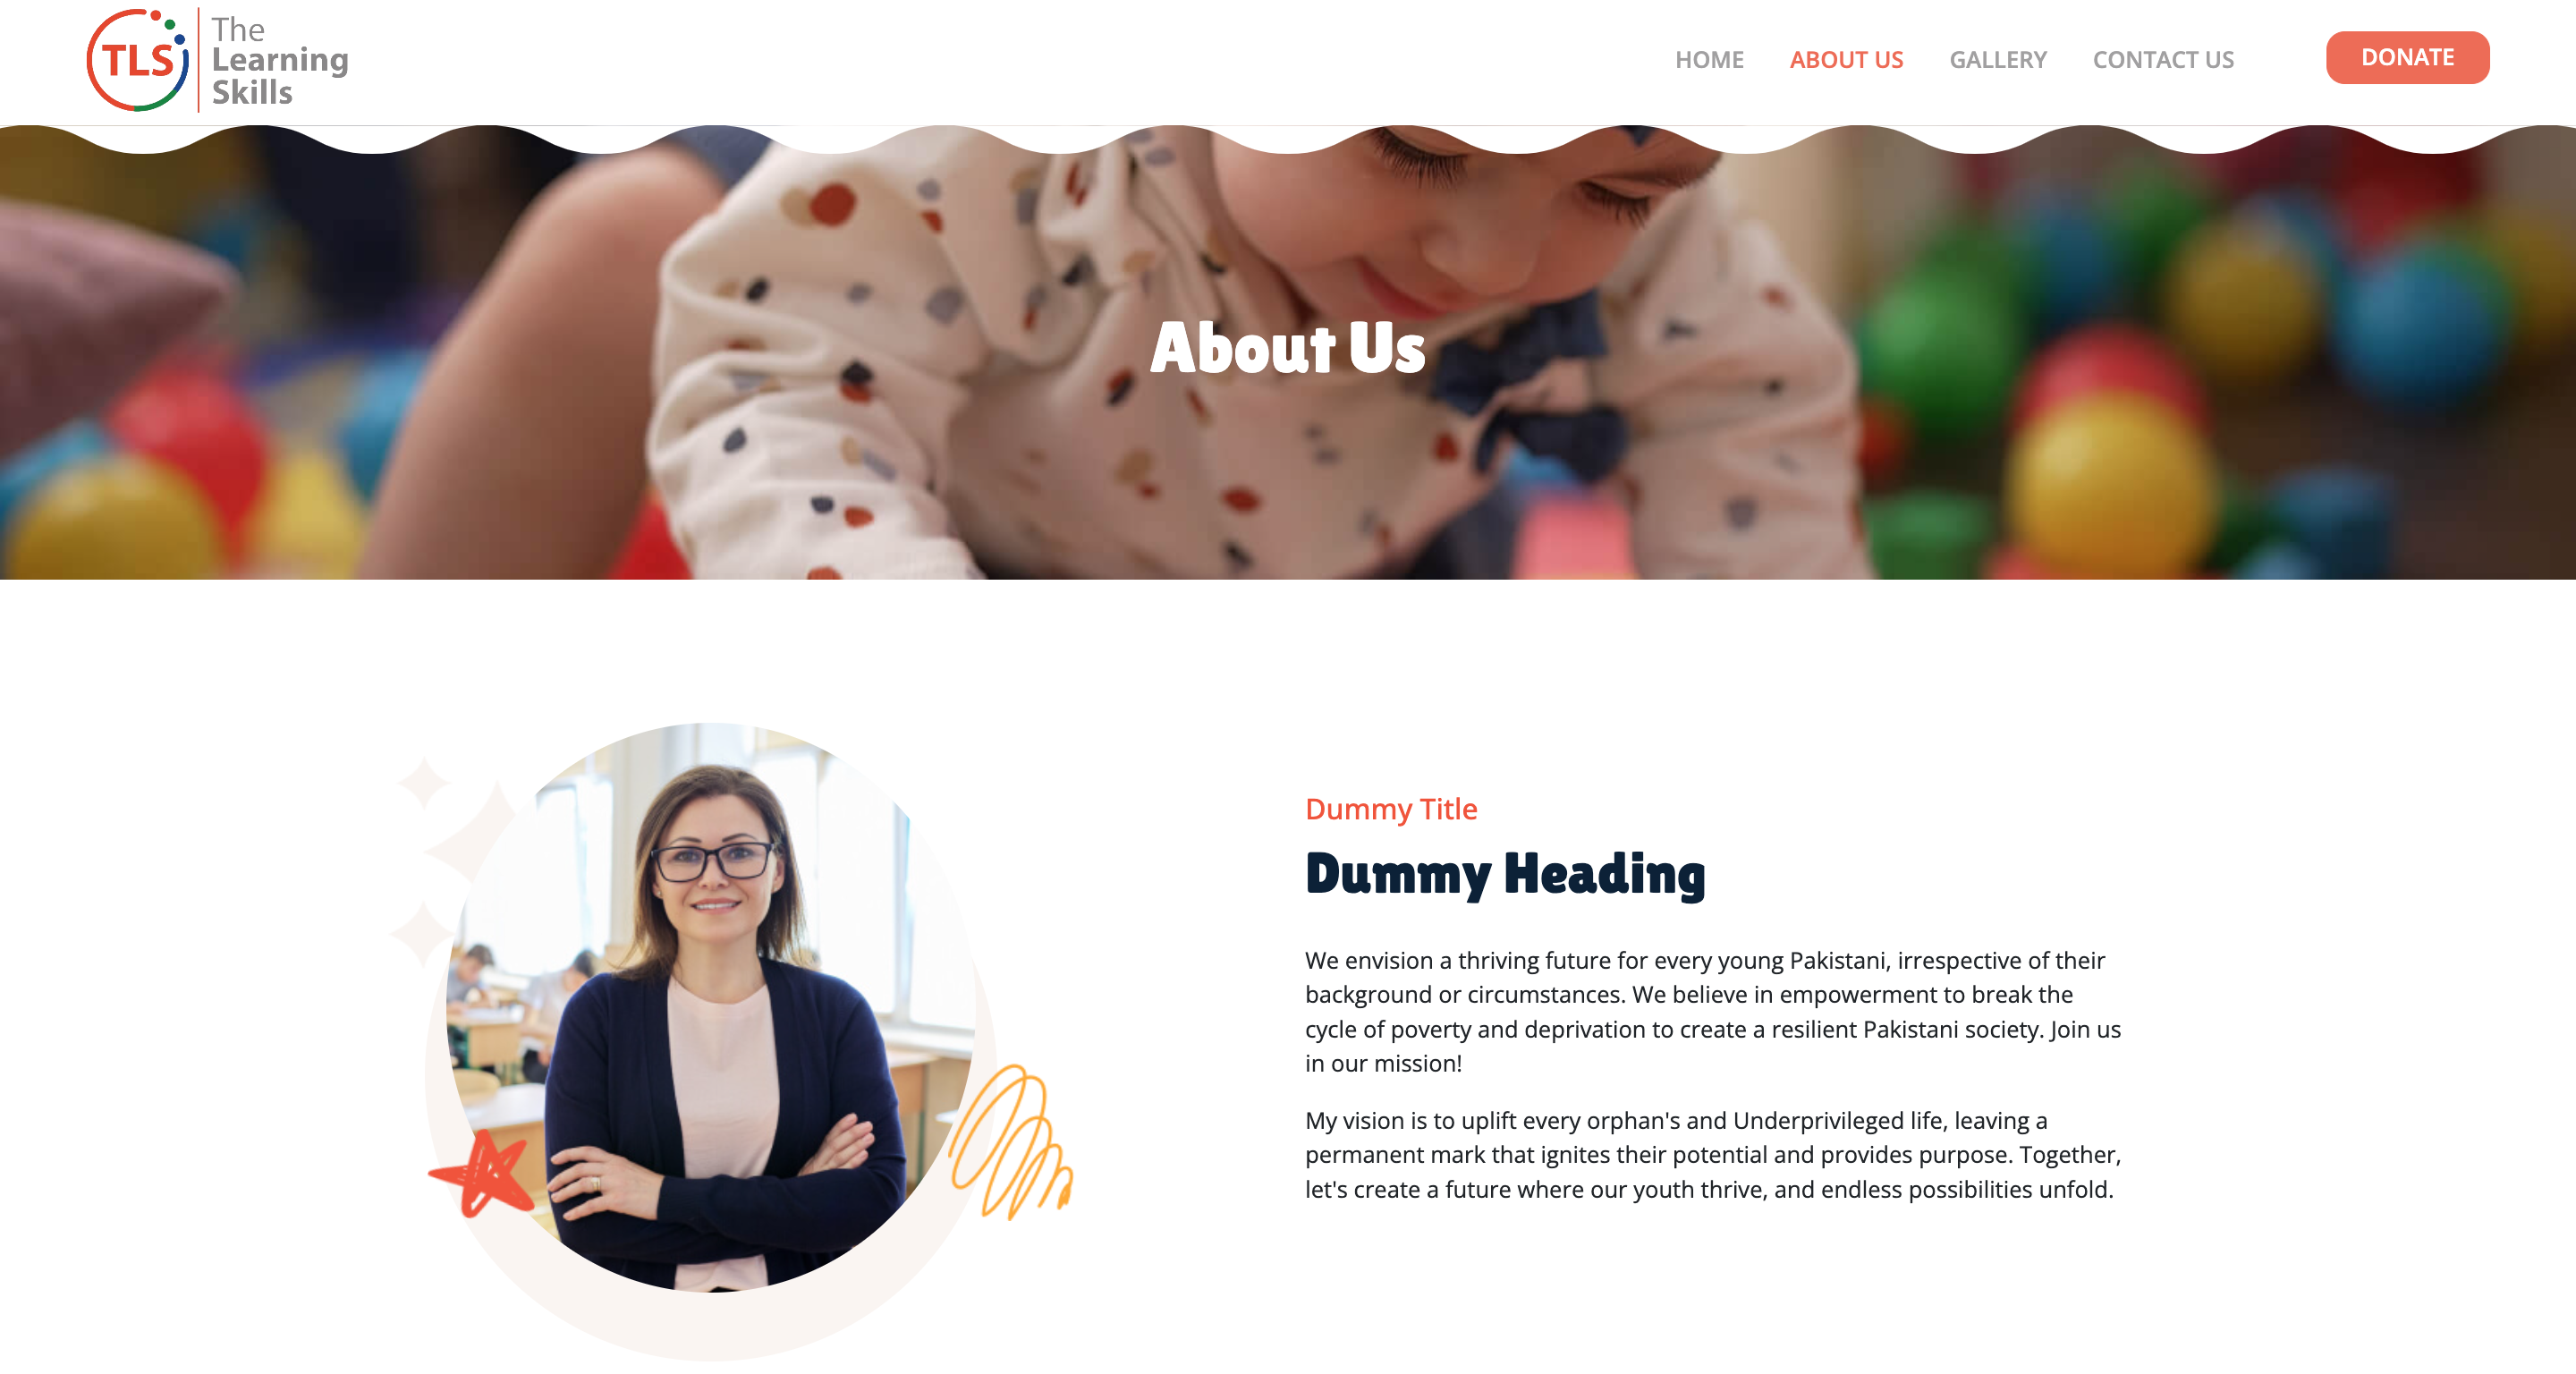 TLS
The
Learning
Skills
HOME ABOUT US GALLERY CONTACT US DONATE
About Us
Dummy Title
Dummy Heading
We envision a thriving future for every young Pakistani, irrespective of their
background or circumstances. We believe in empowerment to break the
cycle of poverty and deprivation to create a resilient Pakistani society. Join us
in our mission!
My vision is to uplift every orphan's and Underprivileged life, leaving a
permanent mark that ignites their potential and provides purpose. Together,
let's create a future where our youth thrive, and endless possibilities unfold.